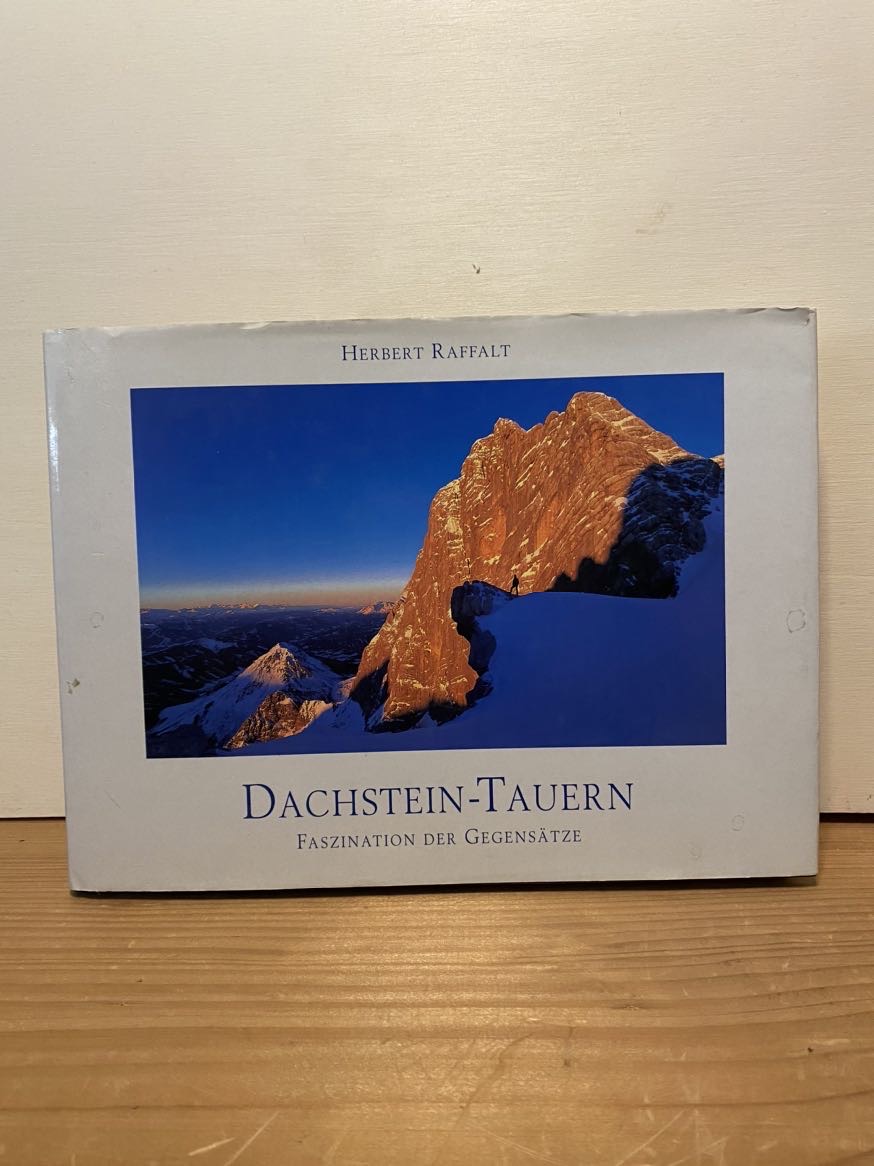 HERBERT RAFFALT
DACHSTEIN-TAUERN
FASZINATION DER GEGENSÄTZE